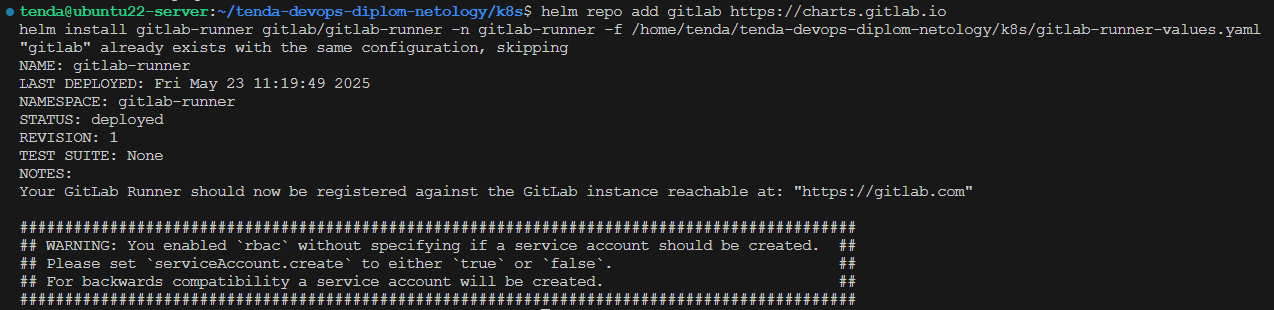 tenda@ubuntu22-server:~/tenda-devops-diplom-netology/k8s$ helm repo add gitlab https://charts.gitlab.io
helm install gitlab-runner gitlab/gitlab-runner -n gitlab-runner -f /home/tenda/tenda-devops-diplom-netology/k8s/gitlab-runner-values.yaml
"gitlab" already exists with the same configuration, skipping
NAME: gitlab-runner
LAST DEPLOYED: Fri May 23 11:19:49 2025
NAMESPACE: gitlab-runner
STATUS: deployed
REVISION: 1
TEST SUITE: None
NOTES:
Your GitLab Runner should now be registered against the GitLab instance reachable at: "https://gitlab.com"

#############################################################################################
## WARNING: You enabled `rbac` without specifying if a service account should be created.  ##
## Please set `serviceAccount.create` to either `true` or `false`.                         ##
## For backwards compatibility a service account will be created.                          ##
#############################################################################################